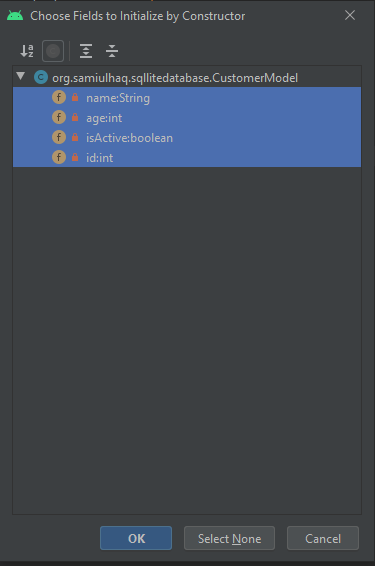 Choose Fields to Initialize by Constructor
org.samiulhaq.sqllitedatabase.CustomerModel
name:String
age:int
isActive:boolean
id:int
OK Select None Cancel